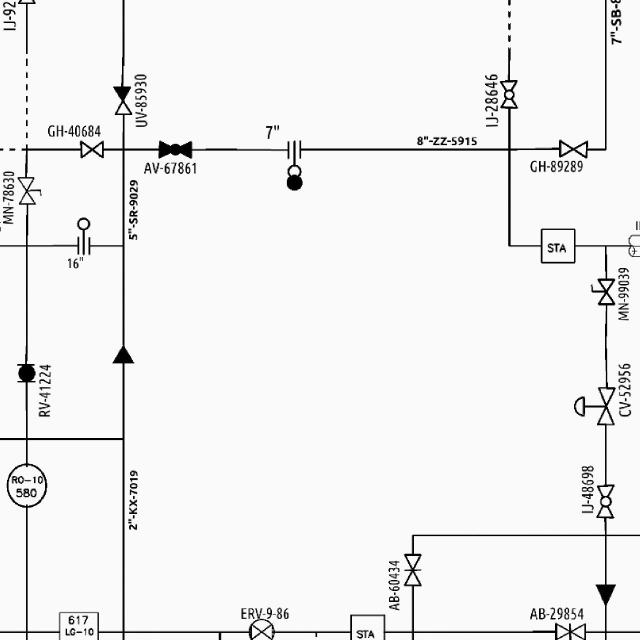 IJ-92
7"-SB-
UV-85930
IJ-28646
GH-40684
7"
8"-ZZ-5915
AV-67861
GH-89289
MN-78630
5"-SR-9029
16"
STA
MN-99039
RV-41224
CV-52956
RO-10
580
2"-KX-7019
IJ-48698
AB-60434
617
LG-10
ERV-9-86
STA
AB-29854